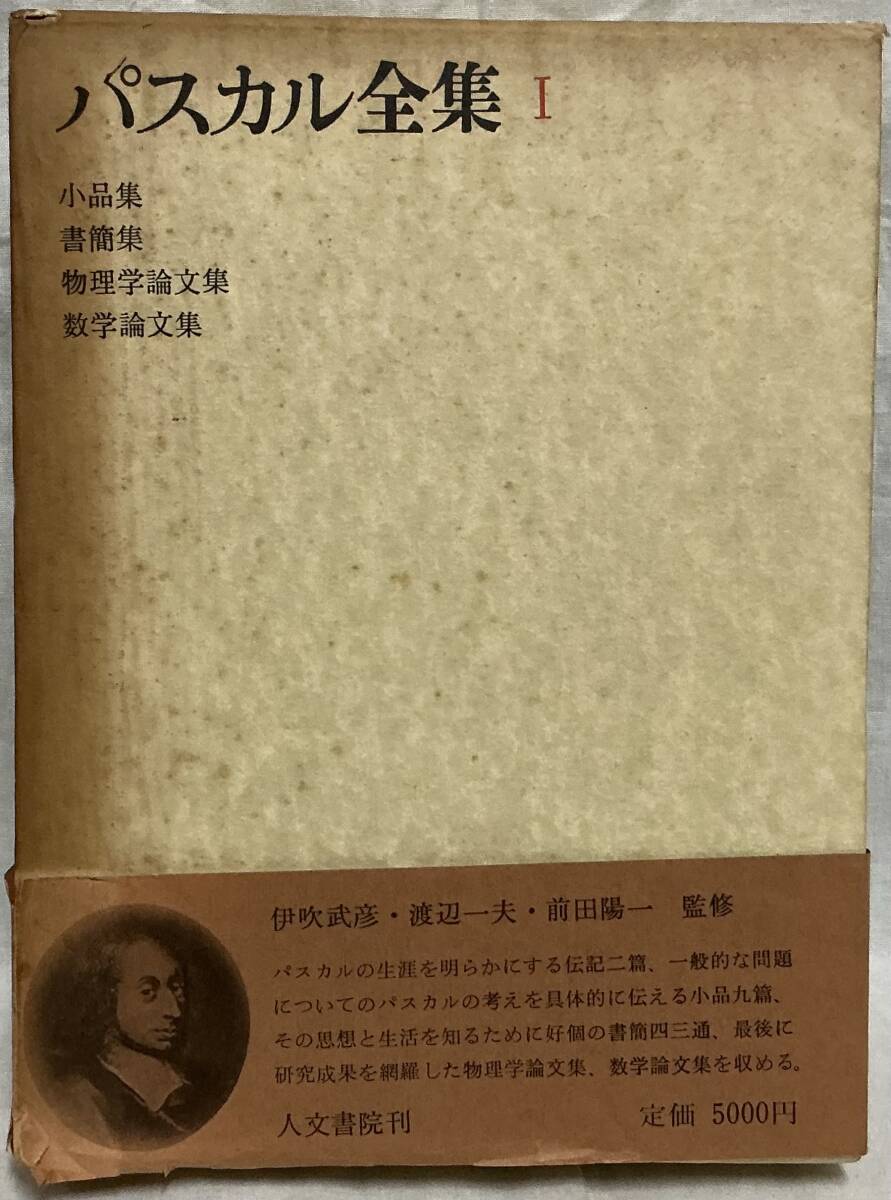 パスカル全集 I
小品集
書簡集
物理学論文集
数学論文集
伊吹武彦・渡辺一夫・前田陽一 監修
パスカルの生涯を明らかにする伝記二篇、一般的な問題
についてのパスカルの考えを具体的に伝える小品九篇、
その思想と生活を知るために好個の書簡四三通、最後に
研究成果を網羅した物理学論文集、数学論文集を収める。
人文書院刊 定価 5000円